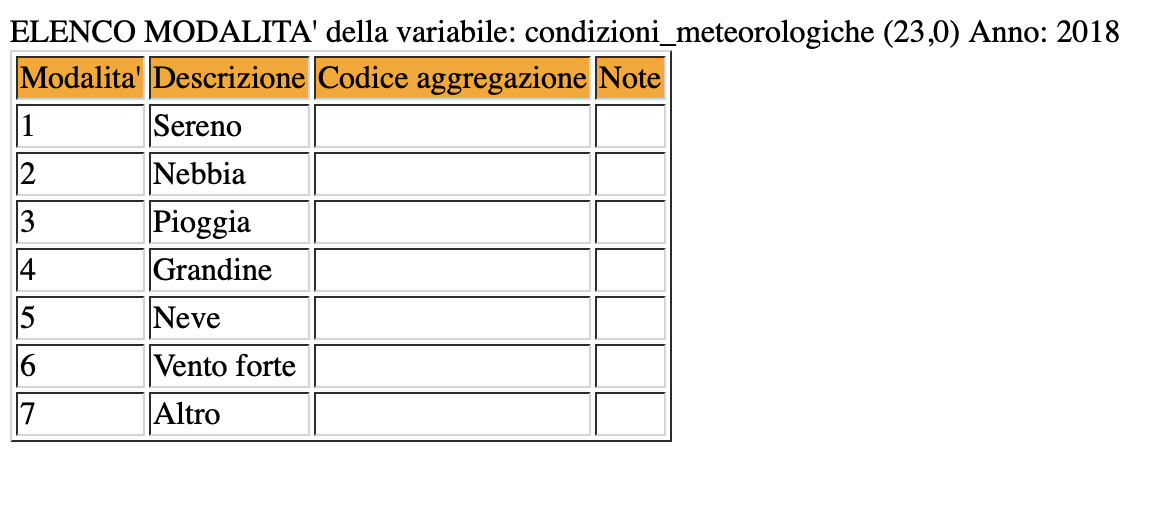 ELENCO MODALITA' della variabile: condizioni_meteorologiche (23,0) Anno: 2018
Modalita' Descrizione Codice aggregazione Note
1 Sereno
2 Nebbia
3 Pioggia
4 Grandine
5 Neve
6 Vento forte
7 Altro